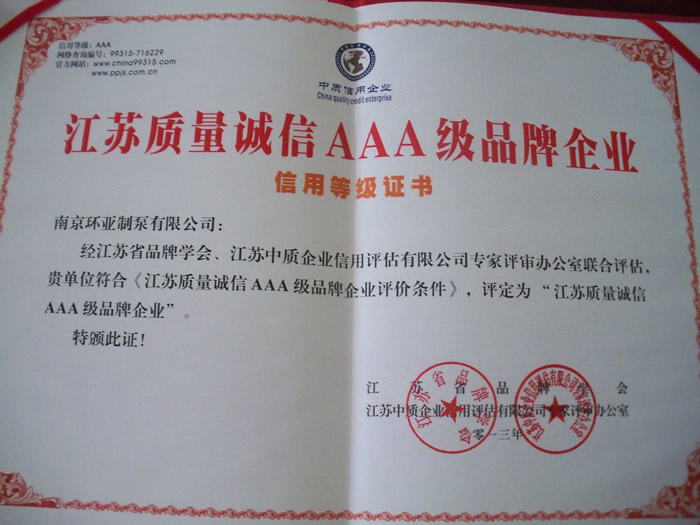 信用等级：AAA
网络查询编号：99315-716229
官方网站：www.china99315.com
www.ppjs.com.cn
中质信用企业
China quality credit enterprise
江苏质量诚信AAA级品牌企业
信用等级证书
南京环亚制泵有限公司：
经江苏省品牌学会、江苏中质企业信用评估有限公司专家评审办公室联合评估，
贵单位符合《江苏质量诚信AAA级品牌企业评价条件》，评定为“江苏质量诚信
AAA级品牌企业”。
特颁此证！
江苏省品牌学会
江苏中质企业信用评估有限公司专家评审办公室
二零一三年
江苏省品牌学会